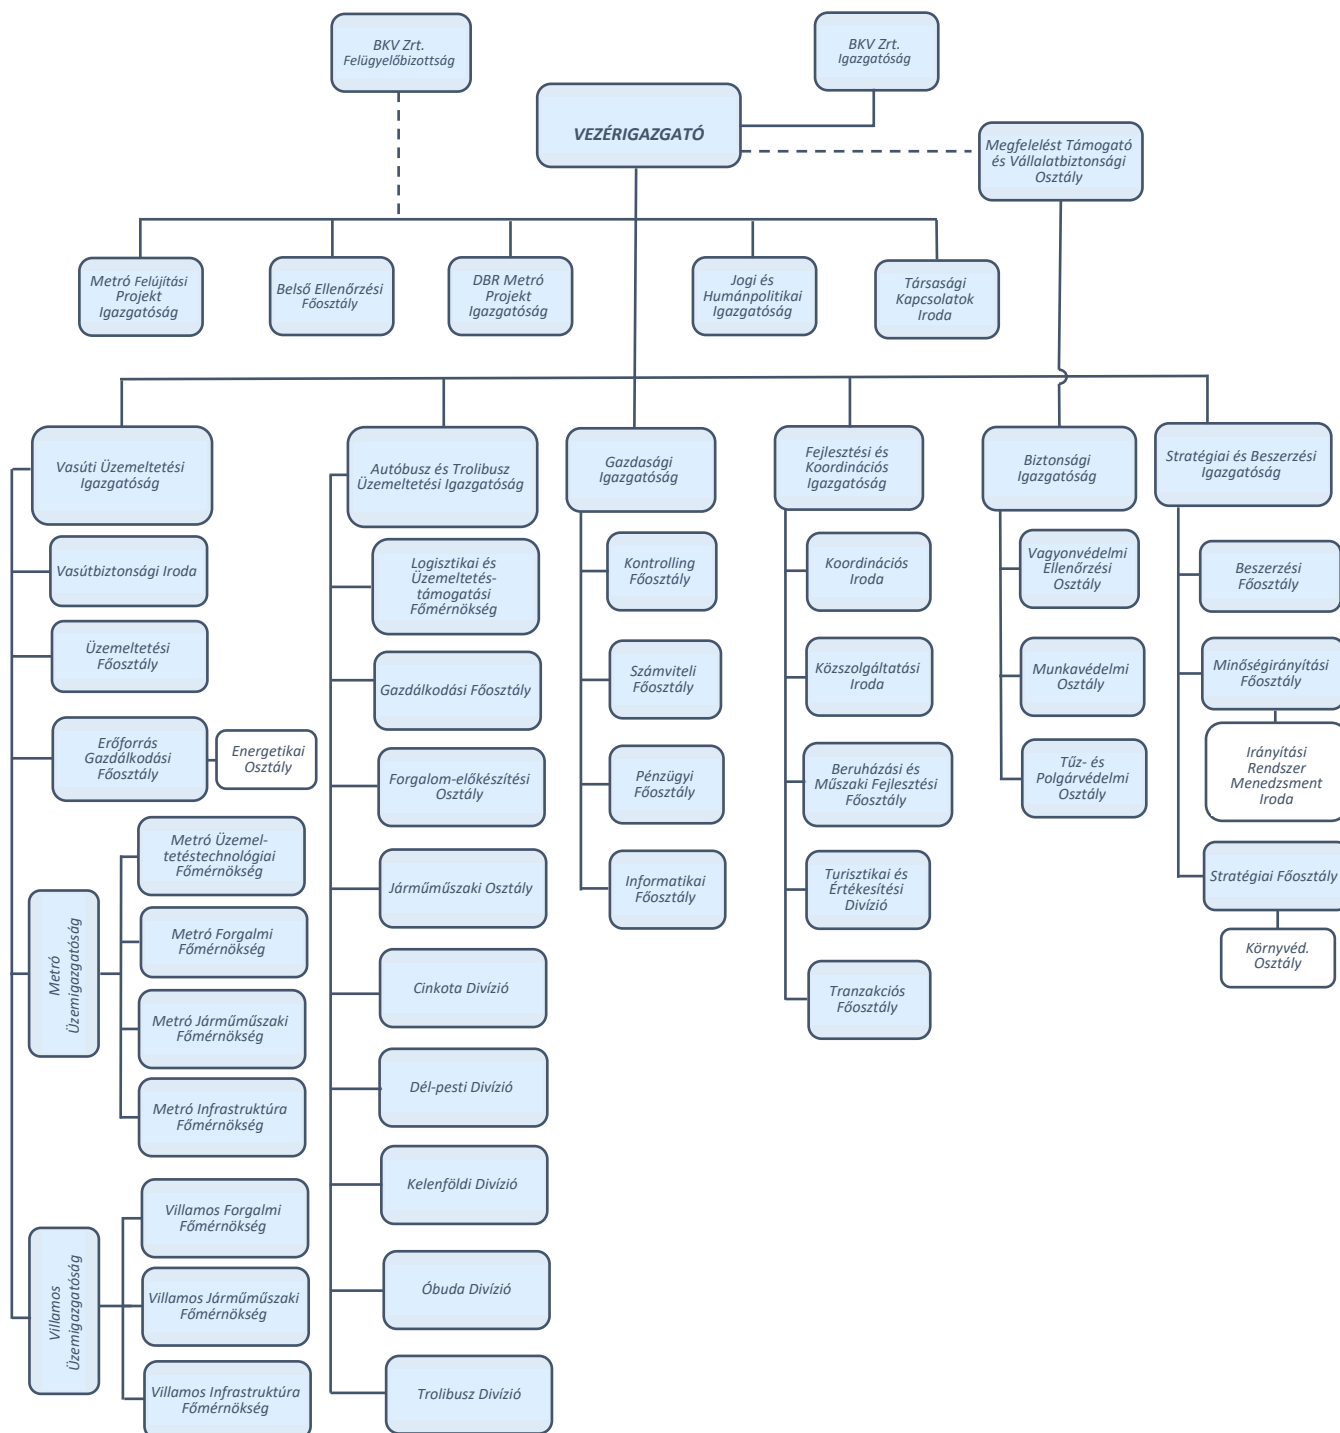 BKV Zrt.
Felügyelőbizottság
BKV Zrt.
Igazgatóság
VEZÉRIGAZGATÓ
Megfelelést Támogató
és Vállalatbiztonsági
Osztály
Metró Felújítási
Projekt
Igazgatóság
Belső Ellenőrzési
Főosztály
DBR Metró
Projekt
Igazgatóság
Jogi és
Humánpolitikai
Igazgatóság
Társasági
Kapcsolatok
Iroda
Vasúti Üzemeltetési
Igazgatóság
Vasútbiztonsági Iroda
Üzemeltetési
Főosztály
Erőforrás
Gazdálkodási
Főosztály
Energetikai
Osztály
Metró
Üzemigazgatóság
Metró Üzemel-
tetéstechnológiai
Főmérnökség
Metró Forgalmi
Főmérnökség
Metró Járműműszaki
Főmérnökség
Metró Infrastruktúra
Főmérnökség
Villamos
Üzemigazgatóság
Villamos Forgalmi
Főmérnökség
Villamos Járműműszaki
Főmérnökség
Villamos Infrastruktúra
Főmérnökség
Autóbusz és Trolibusz
Üzemeltetési Igazgatóság
Logisztikai és
Üzemeltetés-
támogatási
Főmérnökség
Gazdálkodási Főosztály
Forgalom-előkészítési
Osztály
Járműműszaki Osztály
Cinkota Divízió
Dél-pesti Divízió
Kelenföldi Divízió
Óbuda Divízió
Trolibusz Divízió
Gazdasági
Igazgatóság
Kontrolling
Főosztály
Számviteli
Főosztály
Pénzügyi
Főosztály
Informatikai
Főosztály
Fejlesztési és
Koordinációs
Igazgatóság
Koordinációs
Iroda
Közszolgáltatási
Iroda
Beruházási és
Műszaki Fejlesztési
Főosztály
Turisztikai és
Értékesítési
Divízió
Tranzakciós
Főosztály
Biztonsági
Igazgatóság
Vagyonvédelmi
Ellenőrzési
Osztály
Munkavédelmi
Osztály
Tűz- és
Polgárvédelmi
Osztály
Stratégiai és Beszerzési
Igazgatóság
Beszerzési
Főosztály
Minőségirányítási
Főosztály
Irányítási
Rendszer
Menedzsment
Iroda
Stratégiai Főosztály
Környvéd.
Osztály